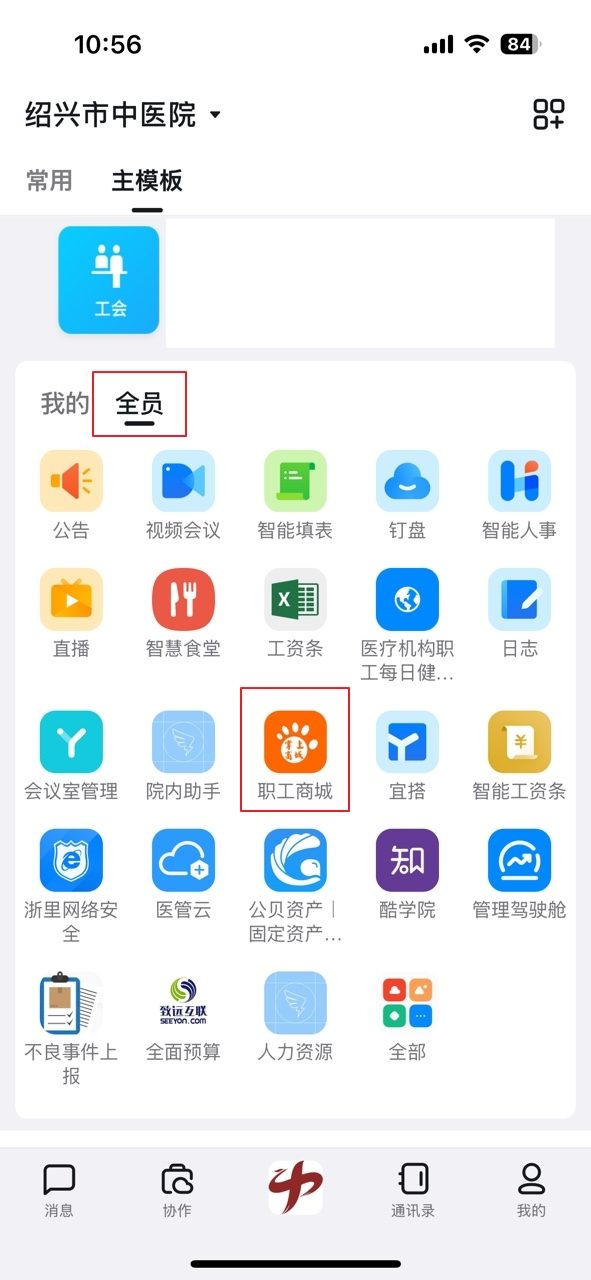 10:56
84
绍兴市中医院
常用 主模板
工会
我的 全员
公告 视频会议 智能填表 钉盘 智能人事
直播 智慧食堂 工资条 医疗机构职工每日健... 日志
会议室管理 院内助手 职工商城 宜搭 智能工资条
浙里网络安全 医管云 公贝资产｜固定资产... 知 酷学院 管理驾驶舱
不良事件上报 致远互联 SEEYON.COM 全面预算 人力资源 全部
消息 协作 通讯录 我的